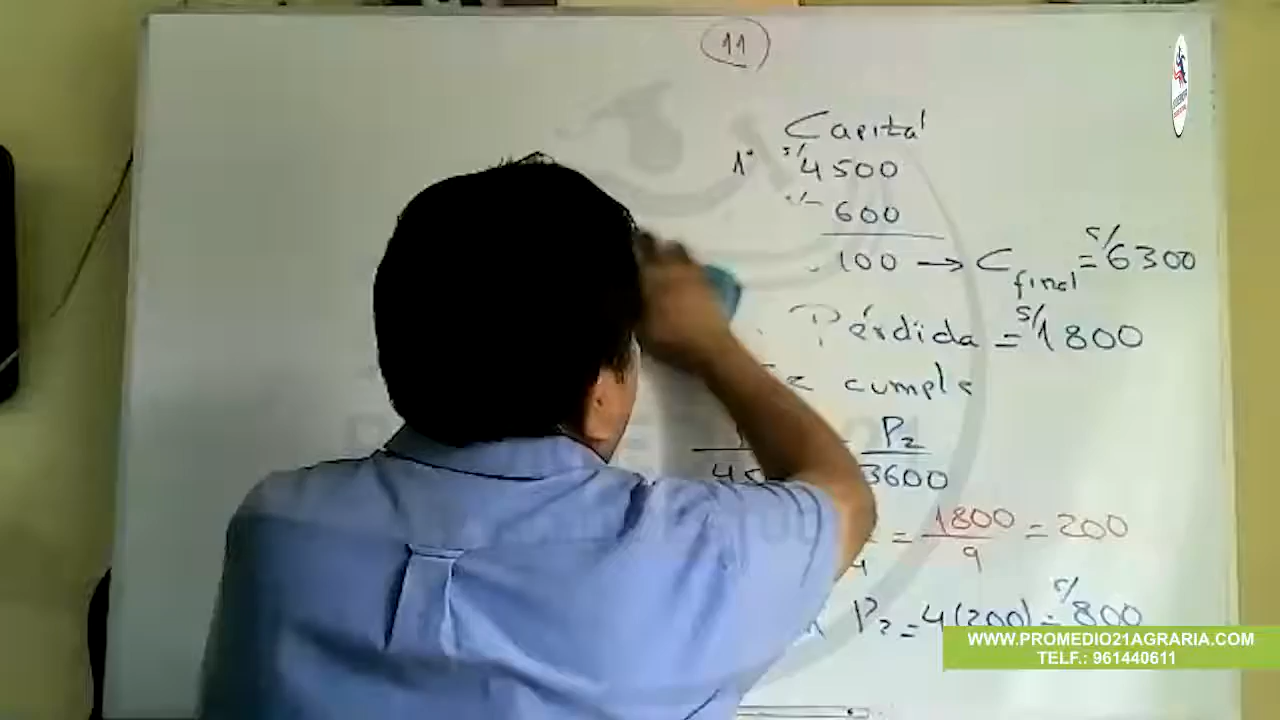 11
Capital
1° s/4500
s/ 600
100 → C final = s/6300
Pérdida = s/1800
cumple
P₂
3600
= 1800/9 = 200
P₂ = 4(200) = s/800
WWW.PROMEDIO21AGRARIA.COM
TELF.: 961440611